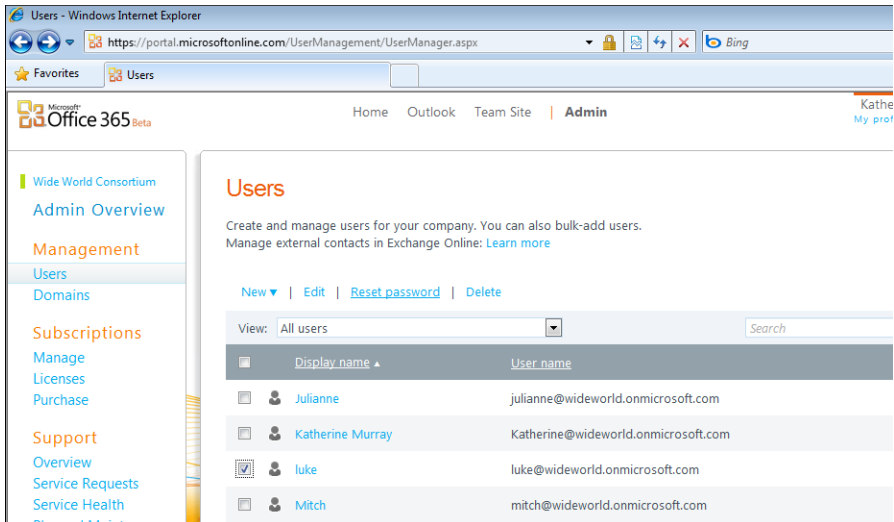 Users - Windows Internet Explorer
https://portal.microsoftonline.com/UserManagement/UserManager.aspx
Bing
Favorites
Users
Microsoft
Office 365 Beta
Home Outlook Team Site | Admin
Kathe
My prof
Wide World Consortium
Admin Overview
Management
Users
Domains
Subscriptions
Manage
Licenses
Purchase
Support
Overview
Service Requests
Service Health
Users
Create and manage users for your company. You can also bulk-add users.
Manage external contacts in Exchange Online: Learn more
New | Edit | Reset password | Delete
View: All users
Search
Display name User name
Julianne julianne@wideworld.onmicrosoft.com
Katherine Murray Katherine@wideworld.onmicrosoft.com
luke luke@wideworld.onmicrosoft.com
Mitch mitch@wideworld.onmicrosoft.com